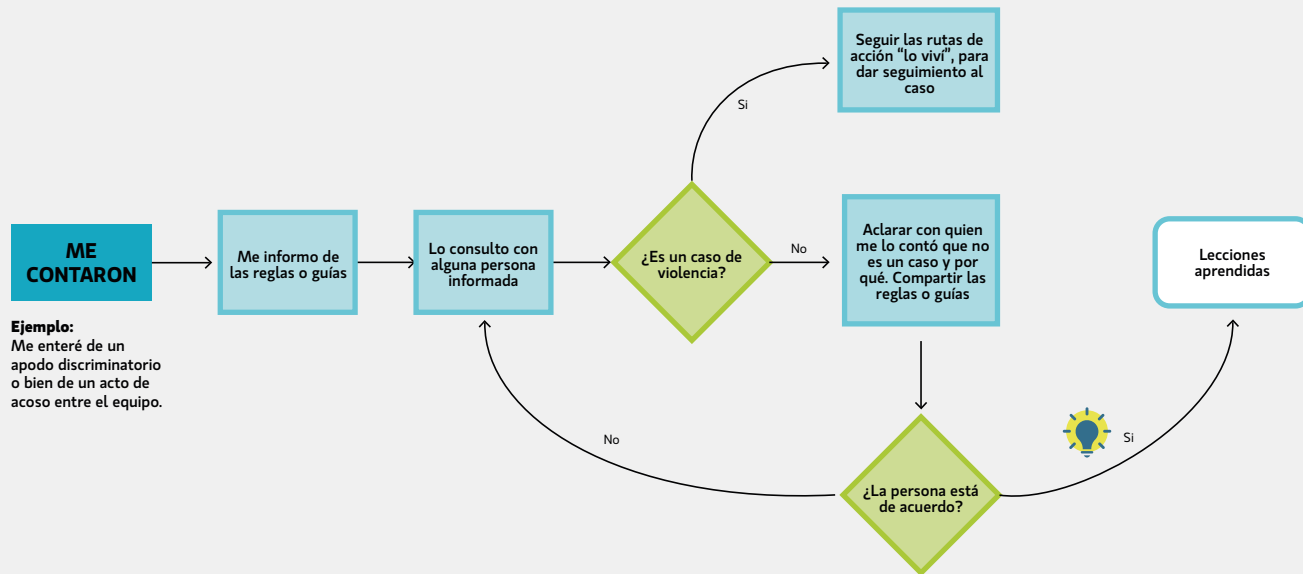 ME
CONTARON
Ejemplo:
Me enteré de un
apodo discriminatorio
o bien de un acto de
acoso entre el equipo.
Me informo de
las reglas o guías
Lo consulto con
alguna persona
informada
¿Es un caso de
violencia?
Si
Seguir las rutas de
acción “lo viví”, para
dar seguimiento al
caso
No
Aclarar con quien
me lo contó que no
es un caso y por
qué. Compartir las
reglas o guías
¿La persona está
de acuerdo?
No
Si
Lecciones
aprendidas